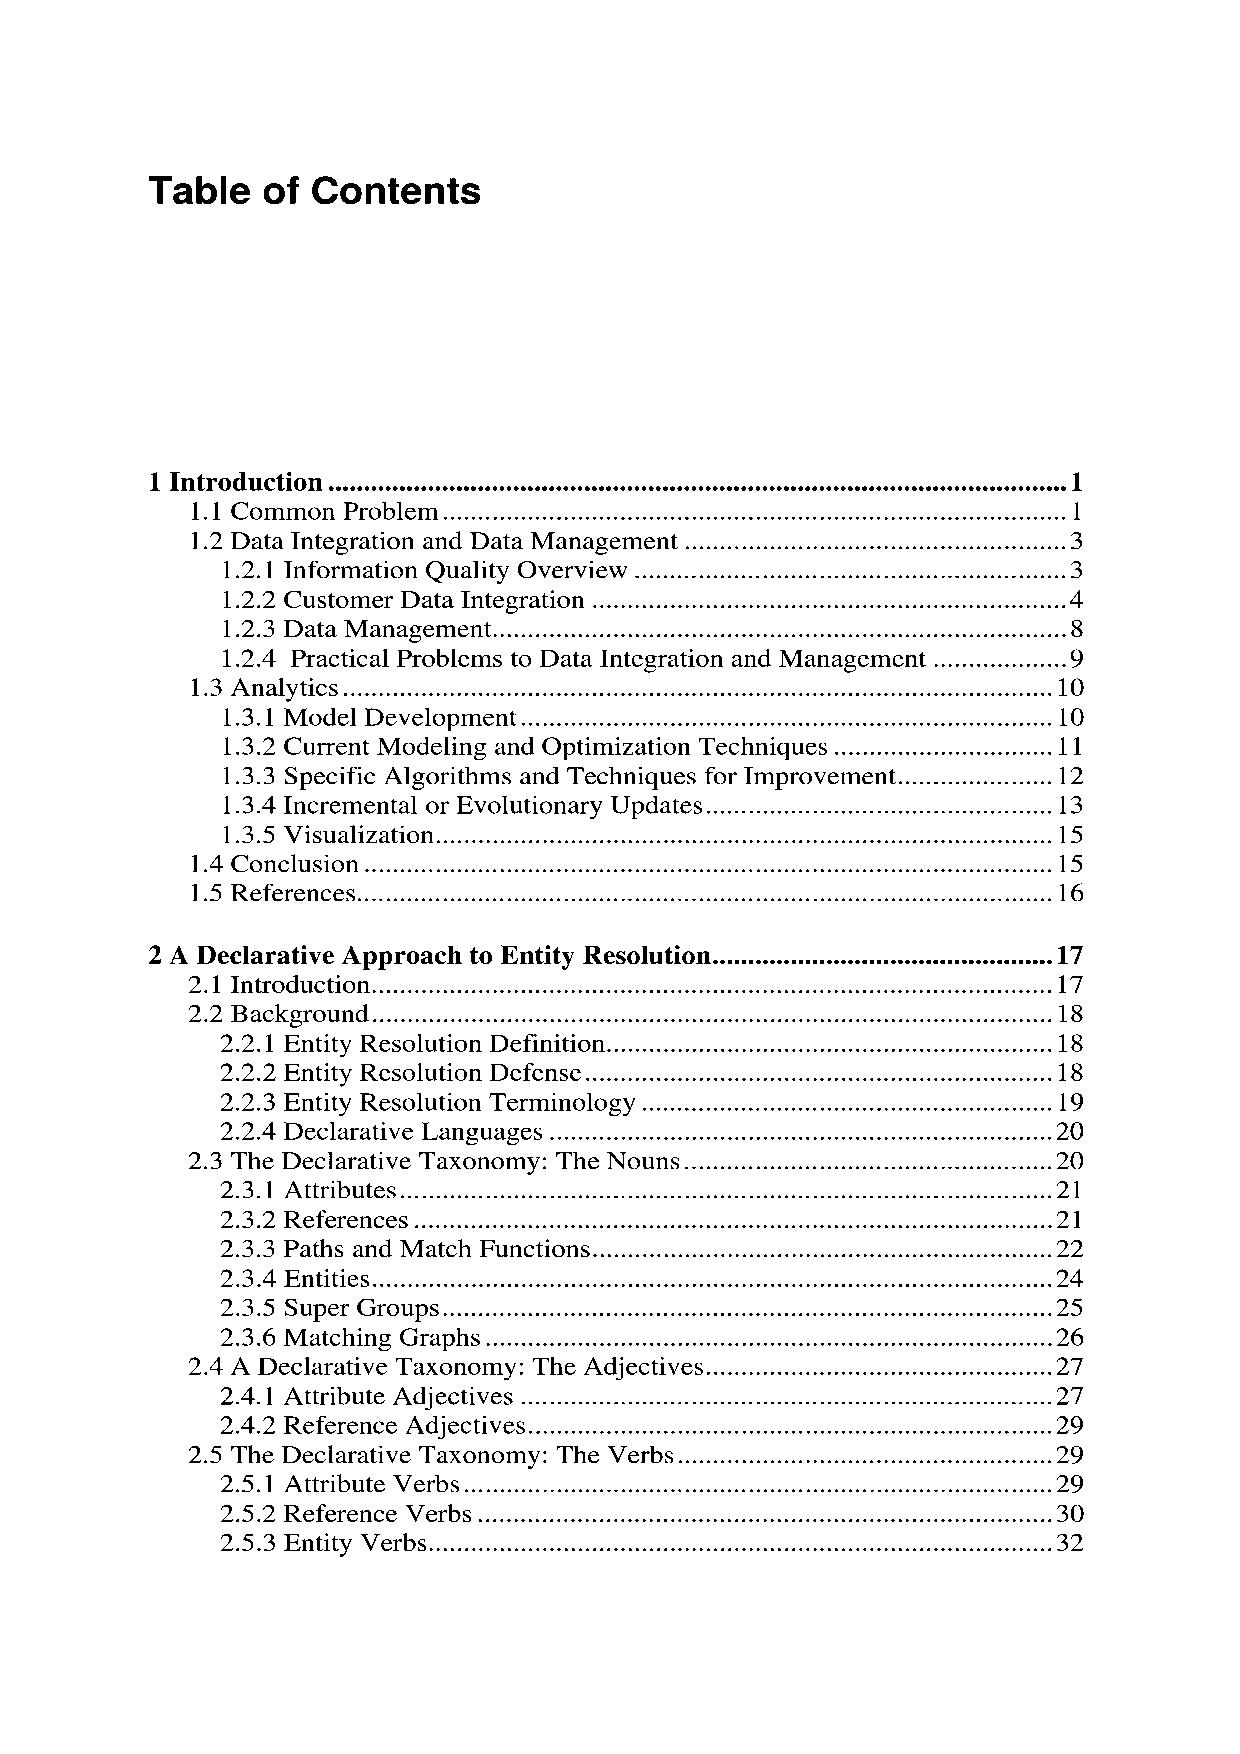 Table of Contents
1 Introduction........................................................................................................1
1.1 Common Problem........................................................................................1
1.2 Data Integration and Data Management......................................................3
1.2.1 Information Quality Overview.............................................................3
1.2.2 Customer Data Integration...................................................................4
1.2.3 Data Management.................................................................................8
1.2.4  Practical Problems to Data Integration and Management...................9
1.3 Analytics....................................................................................................10
1.3.1 Model Development...........................................................................10
1.3.2 Current Modeling and Optimization Techniques...............................11
1.3.3 Specific Algorithms and Techniques for Improvement......................12
1.3.4 Incremental or Evolutionary Updates.................................................13
1.3.5 Visualization.......................................................................................15
1.4 Conclusion.................................................................................................15
1.5 References..................................................................................................16
2 A Declarative Approach to Entity Resolution................................................17
2.1 Introduction................................................................................................17
2.2 Background................................................................................................18
2.2.1 Entity Resolution Definition...............................................................18
2.2.2 Entity Resolution Defense..................................................................18
2.2.3 Entity Resolution Terminology..........................................................19
2.2.4 Declarative Languages.......................................................................20
2.3 The Declarative Taxonomy: The Nouns....................................................20
2.3.1 Attributes............................................................................................21
2.3.2 References..........................................................................................21
2.3.3 Paths and Match Functions.................................................................22
2.3.4 Entities................................................................................................24
2.3.5 Super Groups......................................................................................25
2.3.6 Matching Graphs................................................................................26
2.4 A Declarative Taxonomy: The Adjectives.................................................27
2.4.1 Attribute Adjectives...........................................................................27
2.4.2 Reference Adjectives..........................................................................29
2.5 The Declarative Taxonomy: The Verbs.....................................................29
2.5.1 Attribute Verbs...................................................................................29
2.5.2 Reference Verbs.................................................................................30
2.5.3 Entity Verbs........................................................................................32